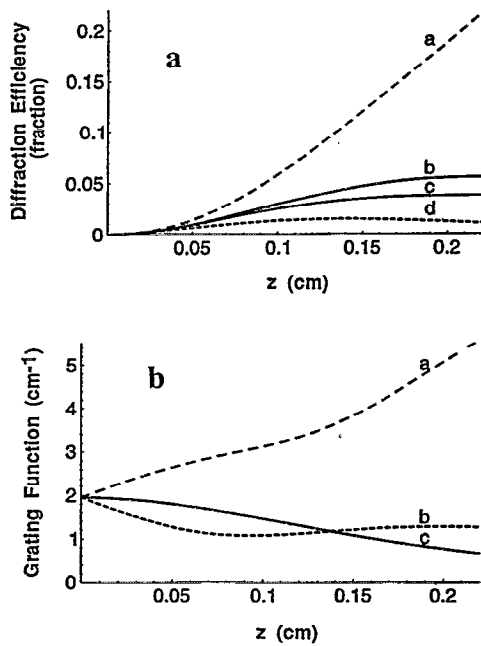 0.2
0.15
0.1
0.05
0
Diffraction Efficiency
(fraction)
a
a
b
c
d
0.05 0.1 0.15 0.2
z (cm)
5
4
3
2
1
0
Grating Function (cm-1)
b
a
b
c
0.05 0.1 0.15 0.2
z (cm)